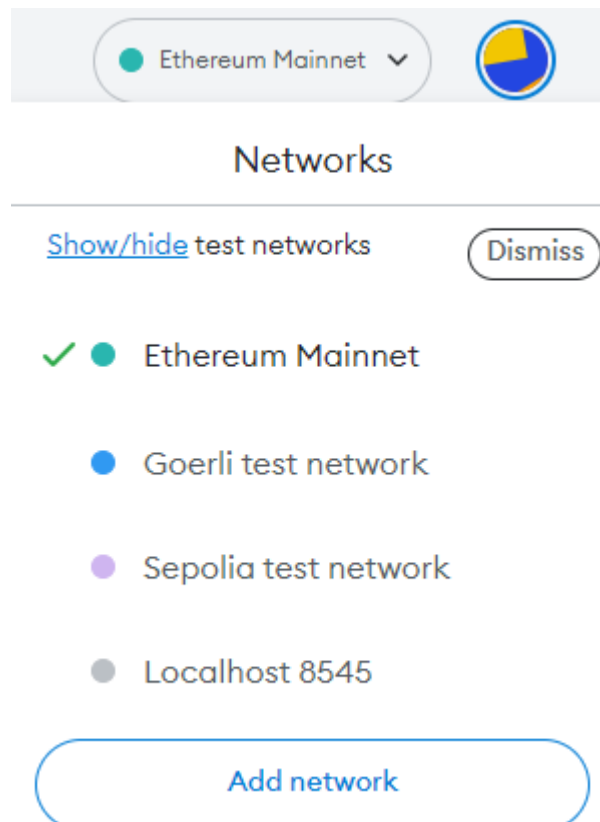 Ethereum Mainnet
Networks
Show/hide test networks
Dismiss
Ethereum Mainnet
Goerli test network
Sepolia test network
Localhost 8545
Add network